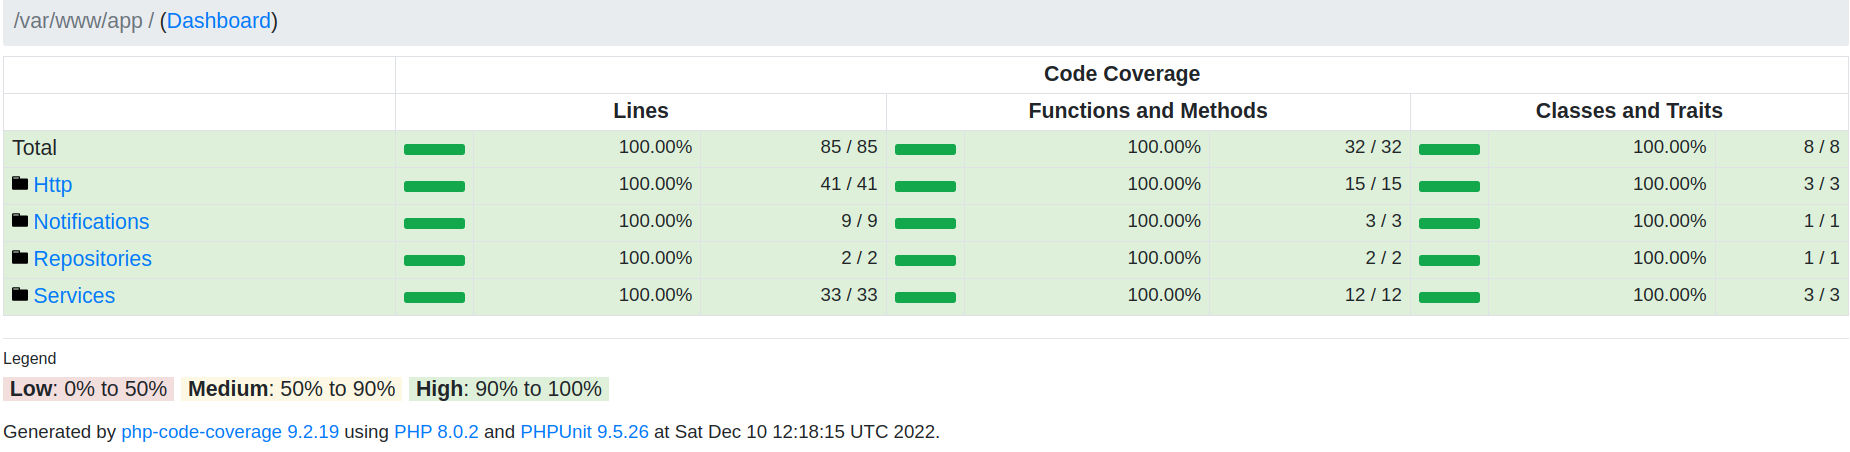 /var/www/app / (Dashboard)
Code Coverage
Lines Functions and Methods Classes and Traits
Total 100.00% 85 / 85 100.00% 32 / 32 100.00% 8 / 8
Http 100.00% 41 / 41 100.00% 15 / 15 100.00% 3 / 3
Notifications 100.00% 9 / 9 100.00% 3 / 3 100.00% 1 / 1
Repositories 100.00% 2 / 2 100.00% 2 / 2 100.00% 1 / 1
Services 100.00% 33 / 33 100.00% 12 / 12 100.00% 3 / 3
Legend
Low: 0% to 50% Medium: 50% to 90% High: 90% to 100%
Generated by php-code-coverage 9.2.19 using PHP 8.0.2 and PHPUnit 9.5.26 at Sat Dec 10 12:18:15 UTC 2022.